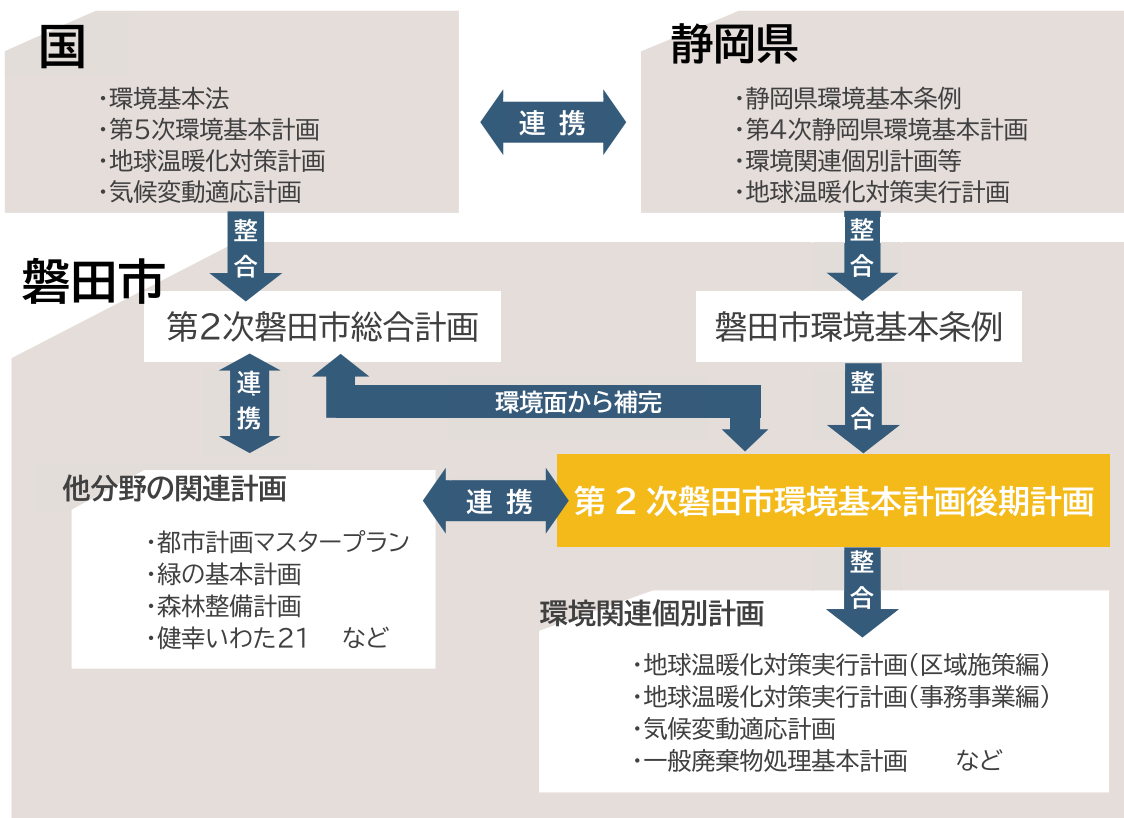 国
・環境基本法
・第5次環境基本計画
・地球温暖化対策計画
・気候変動適応計画
連 携
静岡県
・静岡県環境基本条例
・第4次静岡県環境基本計画
・環境関連個別計画等
・地球温暖化対策実行計画
整合
整合
磐田市
第2次磐田市総合計画
磐田市環境基本条例
連携
環境面から補完
整合
他分野の関連計画
・都市計画マスタープラン
・緑の基本計画
・森林整備計画
・健幸いわた21 など
連 携
第2次磐田市環境基本計画後期計画
整合
環境関連個別計画
・地球温暖化対策実行計画(区域施策編)
・地球温暖化対策実行計画(事務事業編)
・気候変動適応計画
・一般廃棄物処理基本計画 など